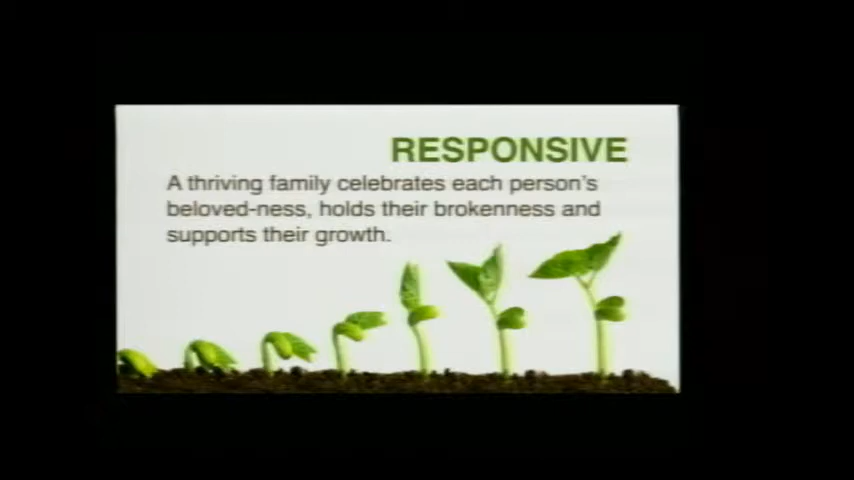 RESPONSIVE
A thriving family celebrates each person's
beloved-ness, holds their brokenness and
supports their growth.